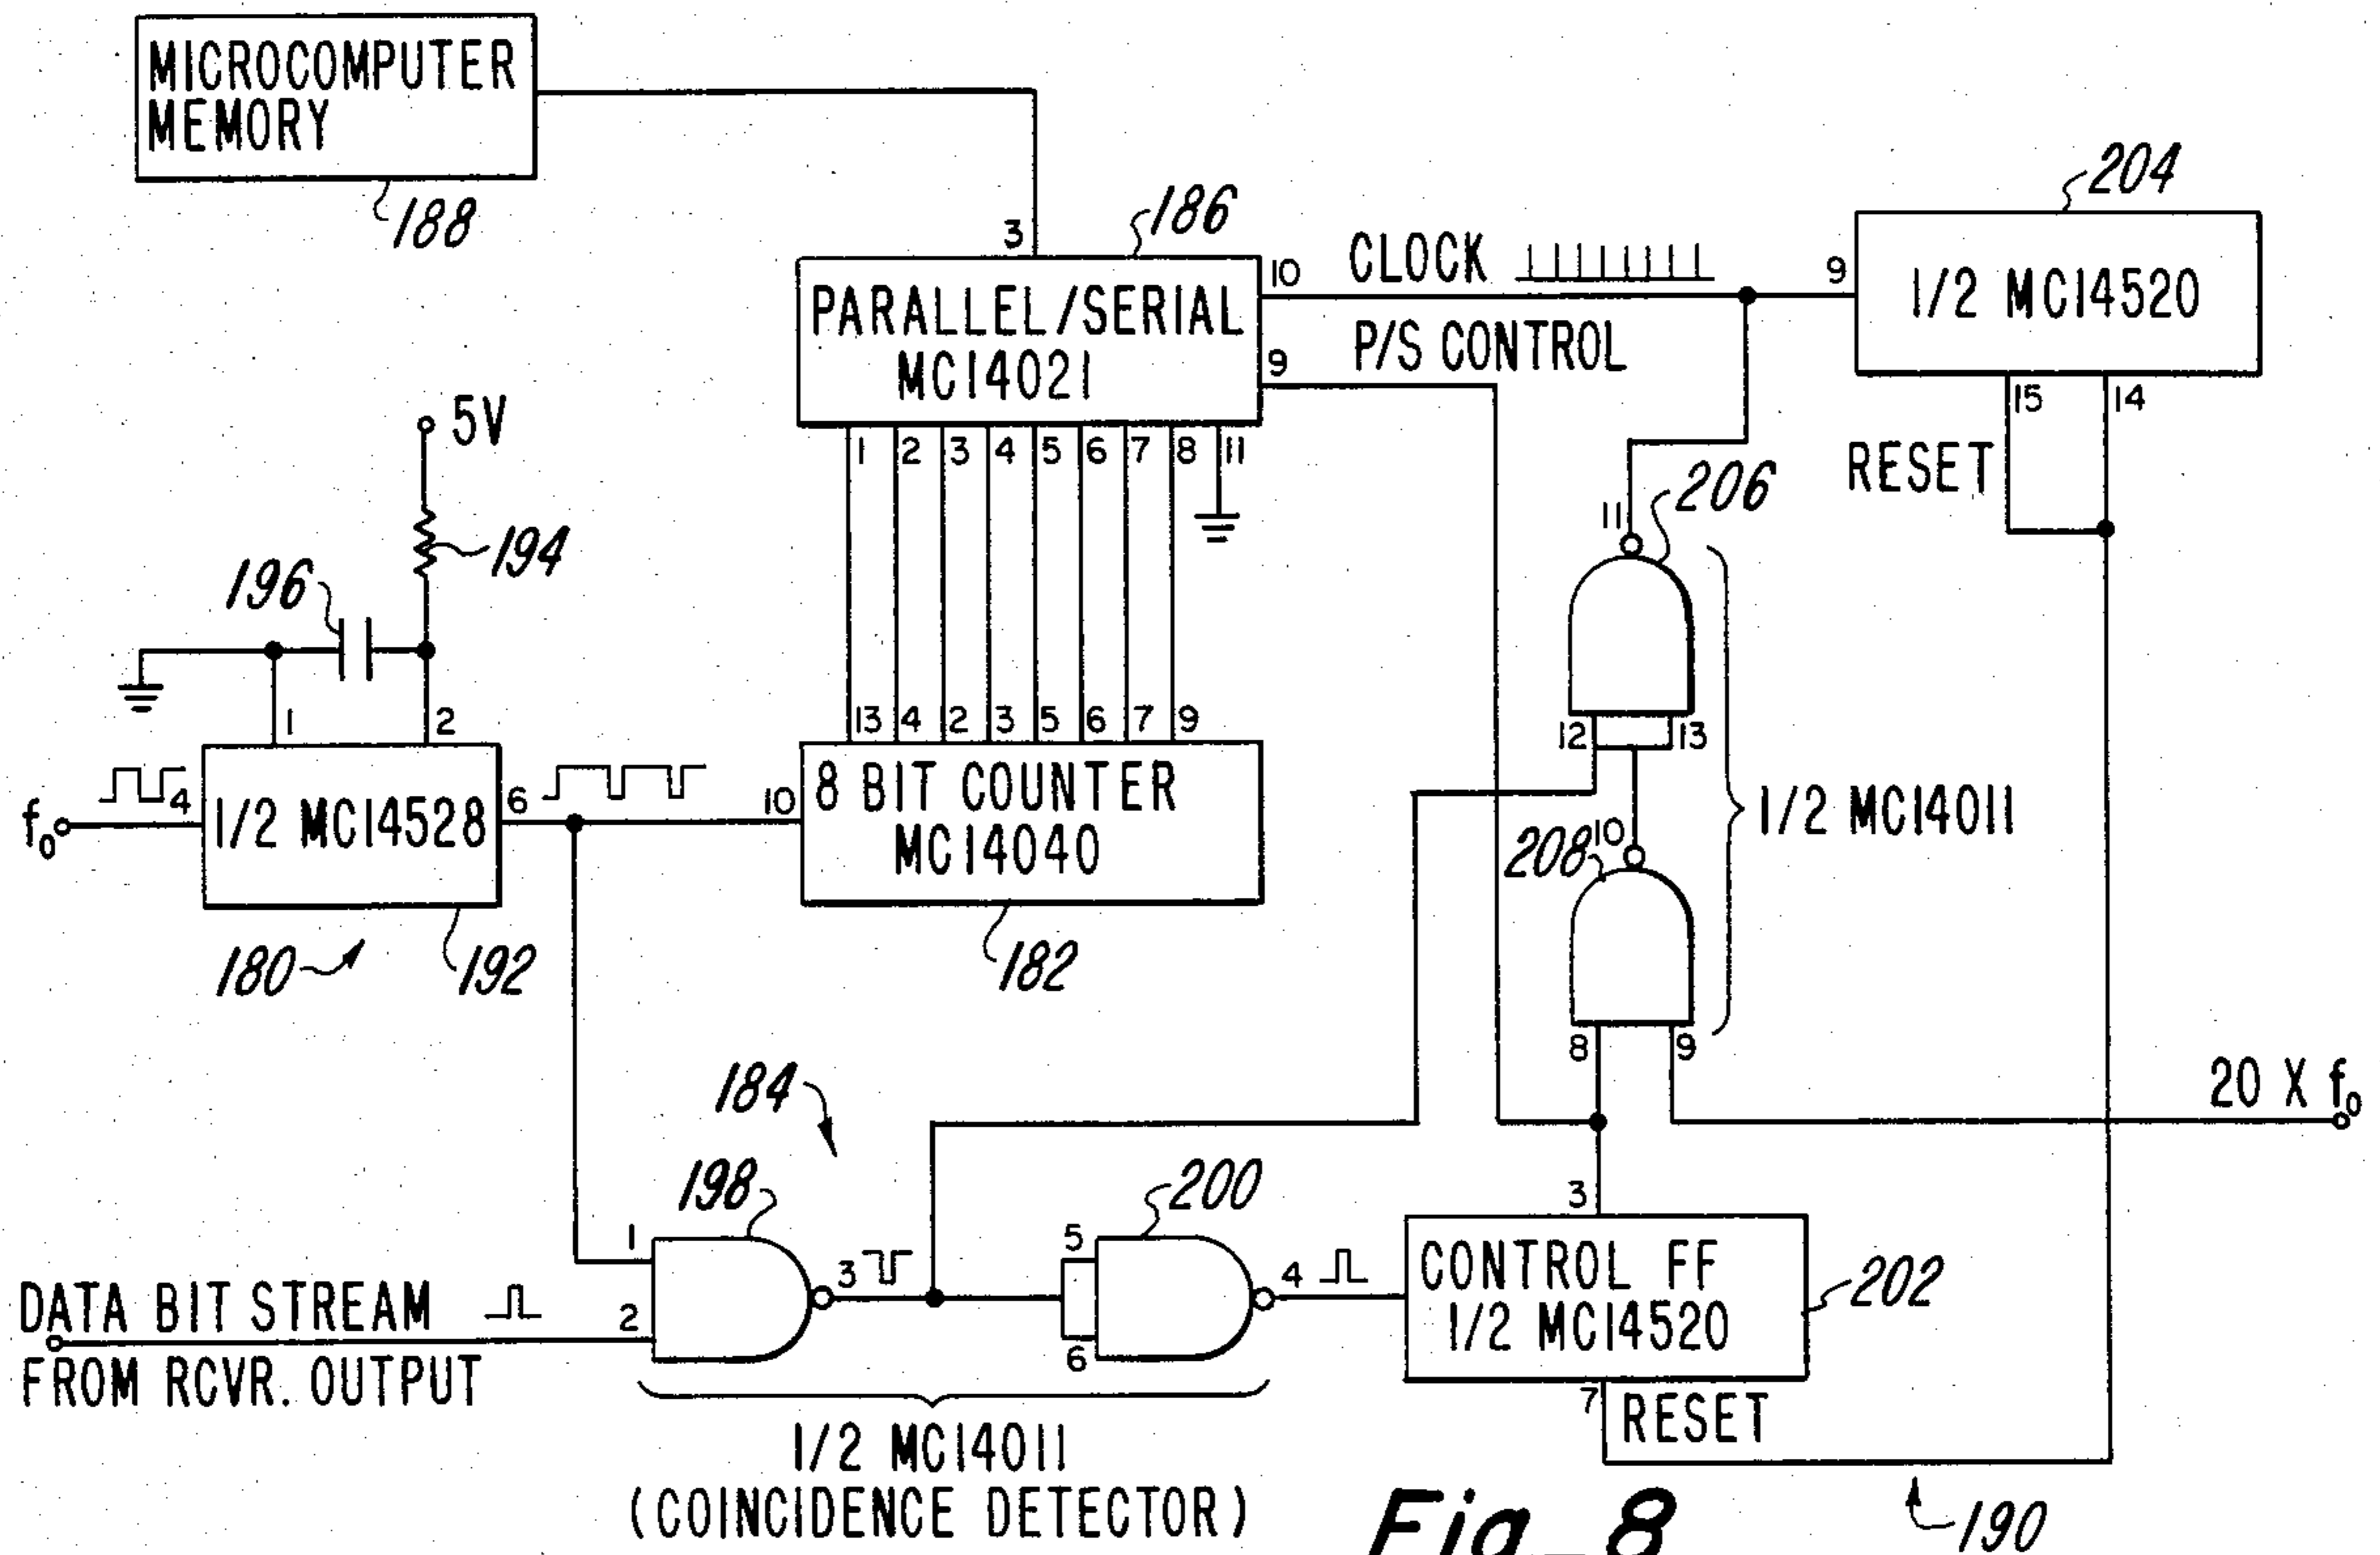 MICROCOMPUTER
MEMORY
188
204
3
186
10
CLOCK
9
1/2 MC14520
PARALLEL/SERIAL
MC14021
9
P/S CONTROL
15
14
RESET
5V
1 2 3 4 5 6 7 8 11
194
196
206
11
1
2
13 4 2 3 5 6 7 9
12
13
f0
4
1/2 MC14528
6
10
8 BIT COUNTER
MC14040
1/2 MC14011
10
208
180
192
182
8
9
184
20 X f0
198
200
3
1
2
3
5
6
4
CONTROL FF
1/2 MC14520
202
DATA BIT STREAM
FROM RCVR. OUTPUT
7
RESET
1/2 MC14011
(COINCIDENCE DETECTOR)
190
Fig_8